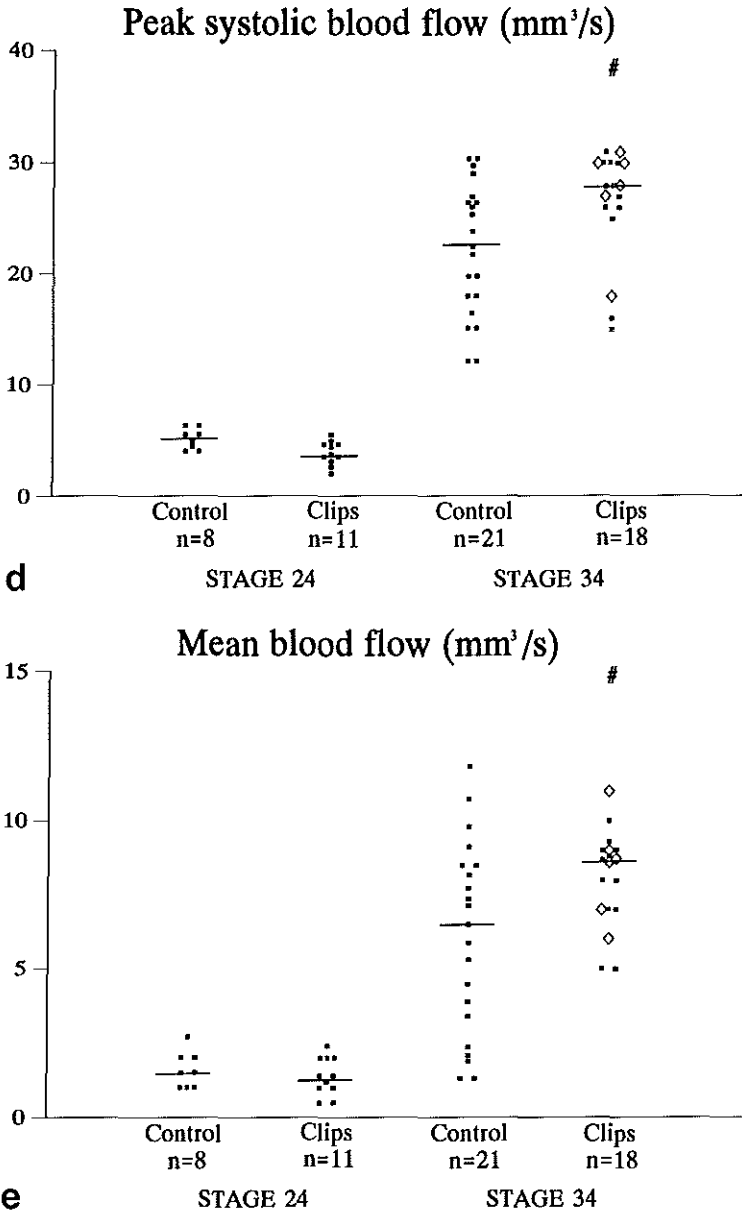 Peak systolic blood flow (mm³/s)
40
#
30
20
10
0
Control Clips Control Clips
n=8 n=11 n=21 n=18
d STAGE 24 STAGE 34
Mean blood flow (mm³/s)
15
#
10
5
0
Control Clips Control Clips
n=8 n=11 n=21 n=18
e STAGE 24 STAGE 34